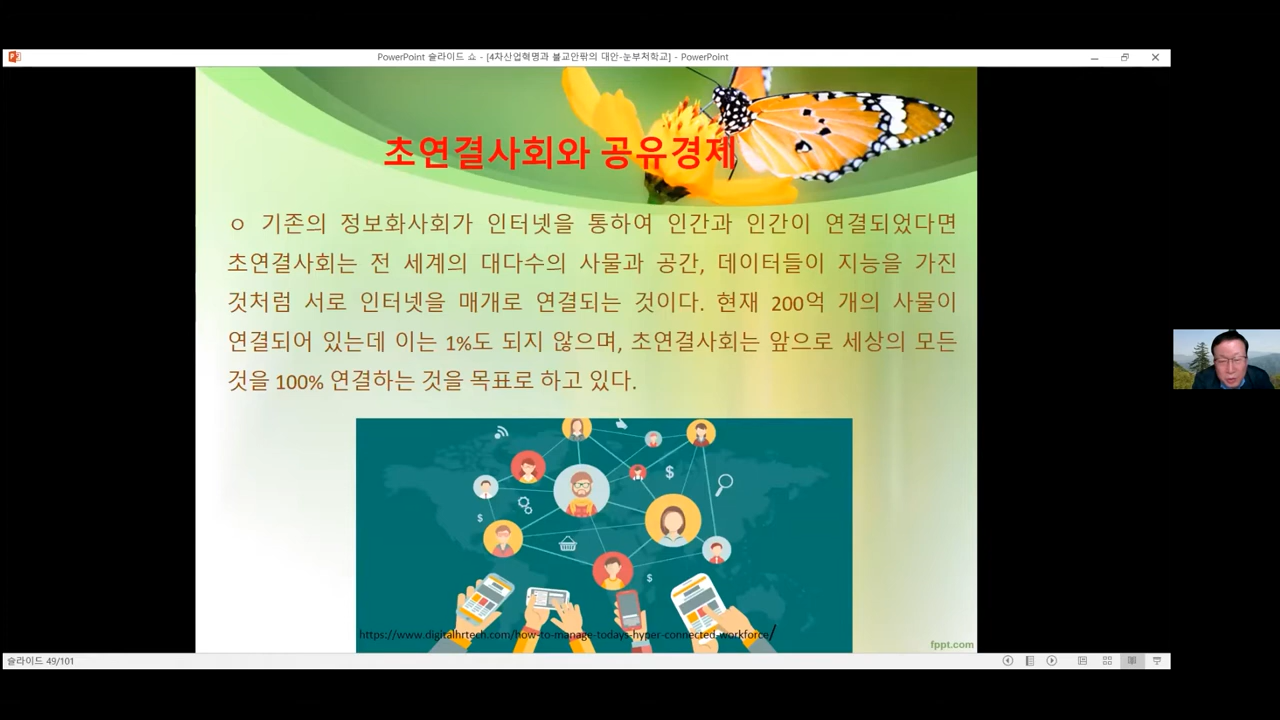 PowerPoint 슬라이드 쇼 - [4차산업혁명과 불교안팎의 대안-눈부처학교] - PowerPoint
초연결사회와 공유경제
ㅇ 기존의 정보화사회가 인터넷을 통하여 인간과 인간이 연결되었다면
초연결사회는 전 세계의 대다수의 사물과 공간, 데이터들이 지능을 가진
것처럼 서로 인터넷을 매개로 연결되는 것이다. 현재 200억 개의 사물이
연결되어 있는데 이는 1%도 되지 않으며, 초연결사회는 앞으로 세상의 모든
것을 100% 연결하는 것을 목표로 하고 있다.
$
$
$
https://www.digitalhrtech.com/how-to-manage-todays-hyper-connected-workforce/
fppt.com
슬라이드 49/101